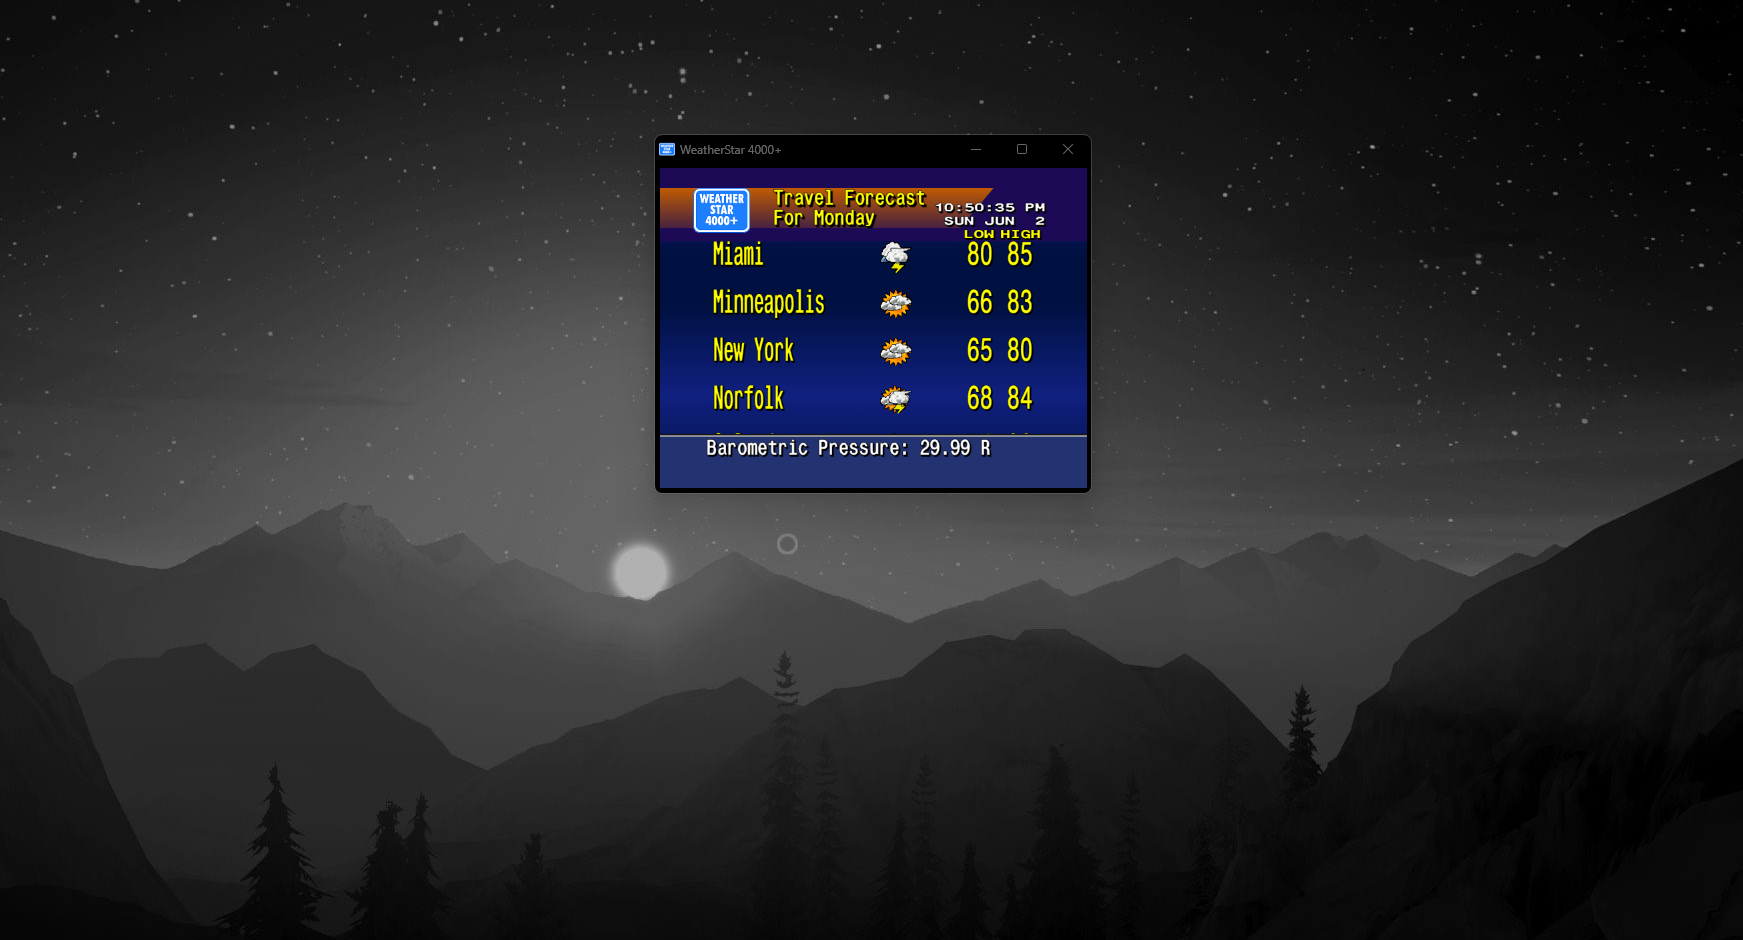 WeatherStar 4000+
WEATHER
STAR
4000+
Travel Forecast
For Monday
10:50:35 PM
SUN JUN 2
LOW HIGH
Miami 80 85
Minneapolis 66 83
New York 65 80
Norfolk 68 84
Barometric Pressure: 29.99 R